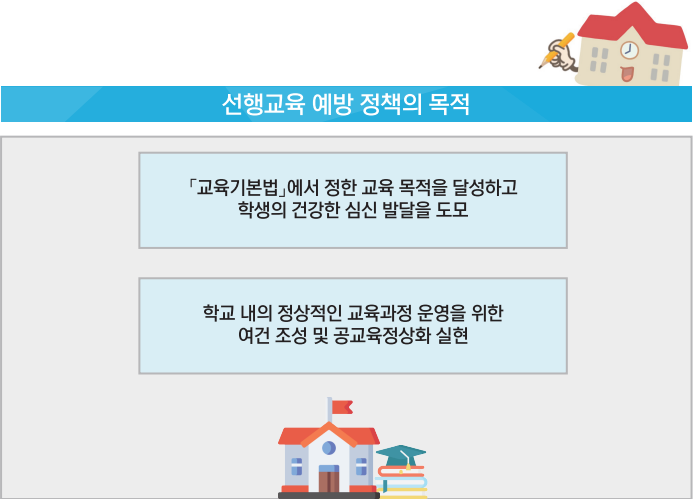 선행교육 예방 정책의 목적
「교육기본법」에서 정한 교육 목적을 달성하고
학생의 건강한 심신 발달을 도모
학교 내의 정상적인 교육과정 운영을 위한
여건 조성 및 공교육정상화 실현